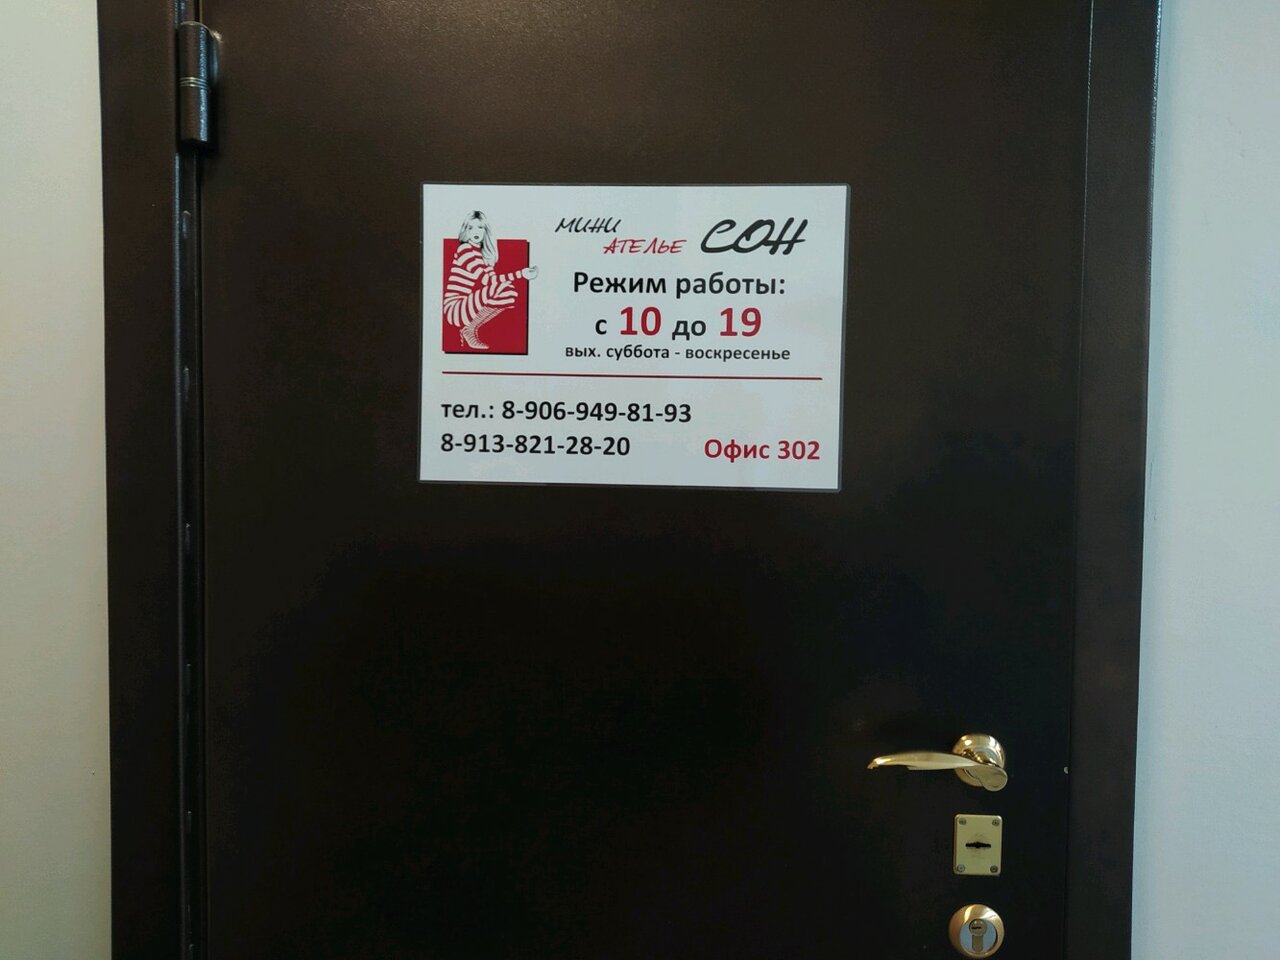 мини
ателье СОН
Режим работы:
с 10 до 19
вых. суббота - воскресенье
тел.: 8-906-949-81-93
8-913-821-28-20 Офис 302